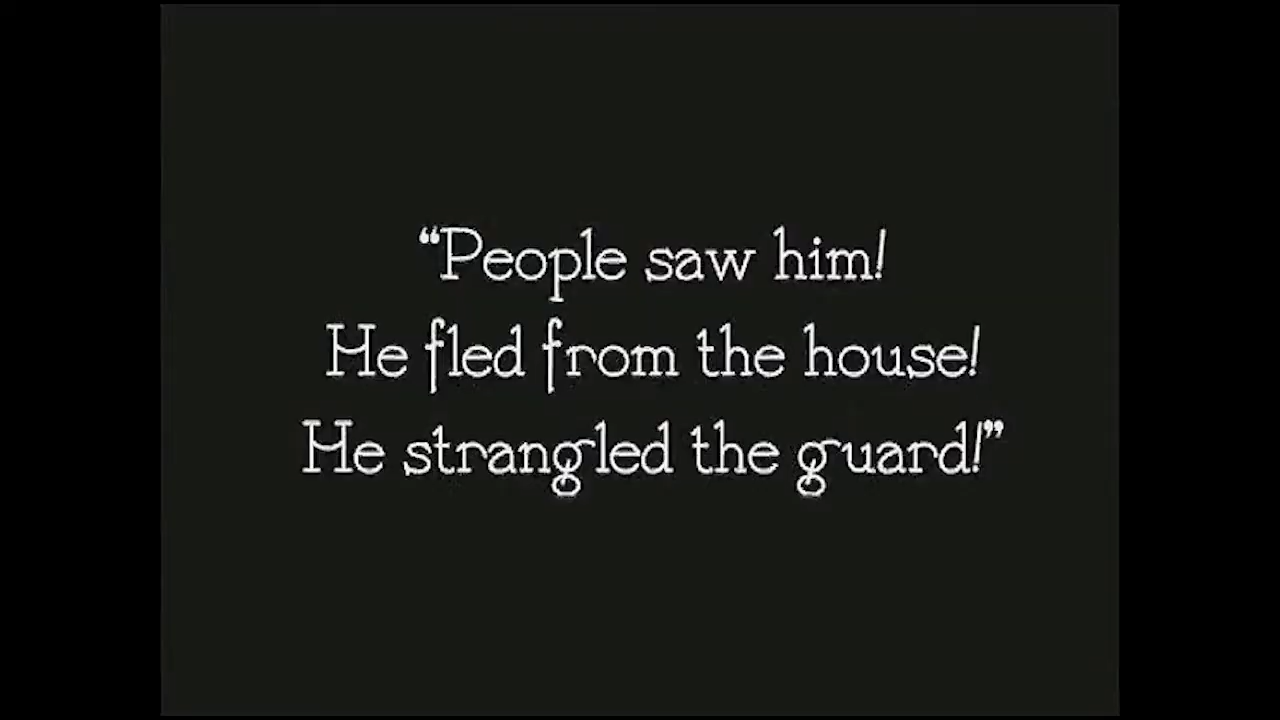 “People saw him!
He fled from the house!
He strangled the guard!”